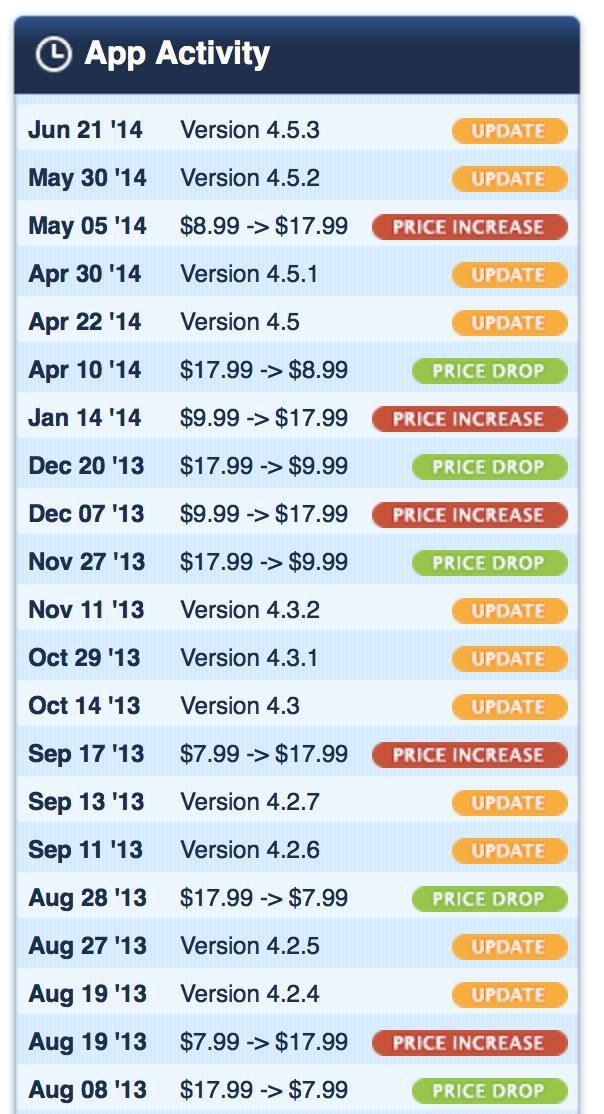 App Activity
Jun 21 '14 Version 4.5.3 UPDATE
May 30 '14 Version 4.5.2 UPDATE
May 05 '14 $8.99 -> $17.99 PRICE INCREASE
Apr 30 '14 Version 4.5.1 UPDATE
Apr 22 '14 Version 4.5 UPDATE
Apr 10 '14 $17.99 -> $8.99 PRICE DROP
Jan 14 '14 $9.99 -> $17.99 PRICE INCREASE
Dec 20 '13 $17.99 -> $9.99 PRICE DROP
Dec 07 '13 $9.99 -> $17.99 PRICE INCREASE
Nov 27 '13 $17.99 -> $9.99 PRICE DROP
Nov 11 '13 Version 4.3.2 UPDATE
Oct 29 '13 Version 4.3.1 UPDATE
Oct 14 '13 Version 4.3 UPDATE
Sep 17 '13 $7.99 -> $17.99 PRICE INCREASE
Sep 13 '13 Version 4.2.7 UPDATE
Sep 11 '13 Version 4.2.6 UPDATE
Aug 28 '13 $17.99 -> $7.99 PRICE DROP
Aug 27 '13 Version 4.2.5 UPDATE
Aug 19 '13 Version 4.2.4 UPDATE
Aug 19 '13 $7.99 -> $17.99 PRICE INCREASE
Aug 08 '13 $17.99 -> $7.99 PRICE DROP